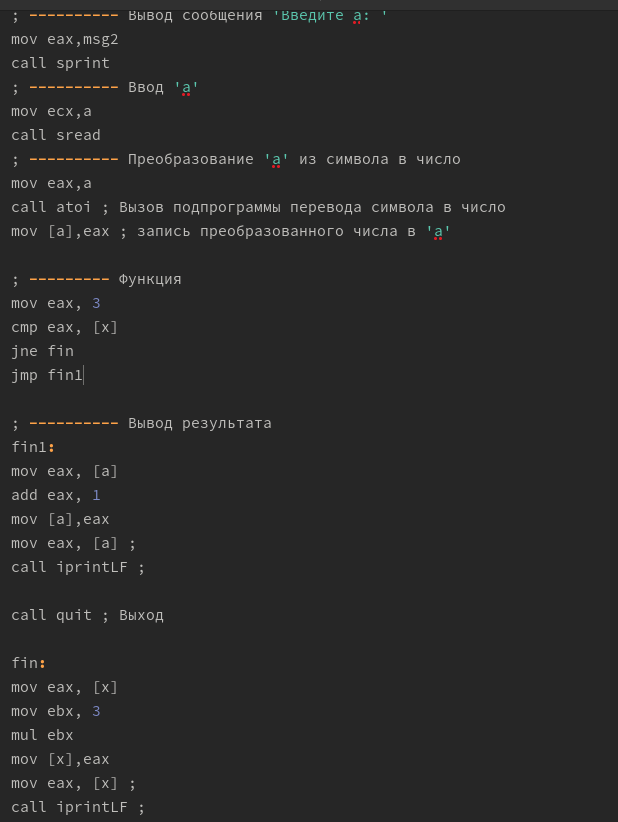 ; ---------- Вывод сообщения 'Введите a: '
mov eax,msg2
call sprint
; ---------- Ввод 'a'
mov ecx,a
call sread
; ---------- Преобразование 'a' из символа в число
mov eax,a
call atoi ; Вызов подпрограммы перевода символа в число
mov [a],eax ; запись преобразованного числа в 'a'
; --------- Функция
mov eax, 3
cmp eax, [x]
jne fin
jmp fin1
; ---------- Вывод результата
fin1:
mov eax, [a]
add eax, 1
mov [a],eax
mov eax, [a] ;
call iprintLF ;
call quit ; Выход
fin:
mov eax, [x]
mov ebx, 3
mul ebx
mov [x],eax
mov eax, [x] ;
call iprintLF ;